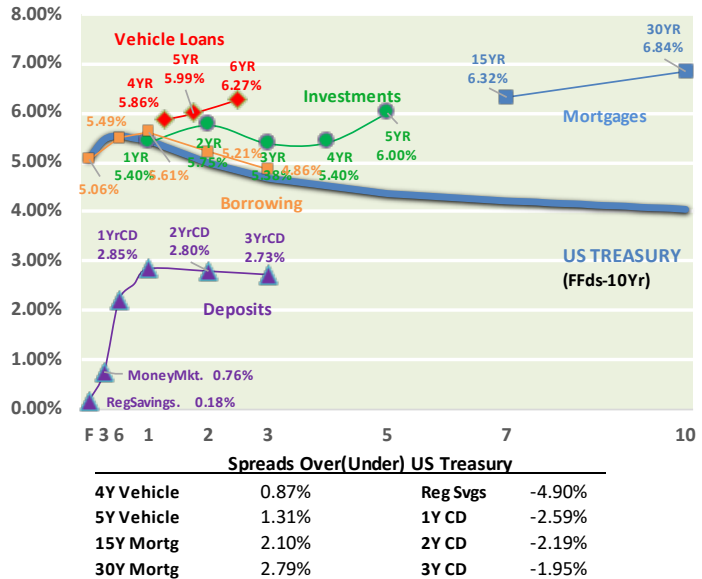 8.00%
7.00%
6.00%
5.00%
4.00%
3.00%
2.00%
1.00%
0.00%
Vehicle Loans
4YR
5.86%
5YR
5.99%
6YR
6.27%
Investments
15YR
6.32%
30YR
6.84%
Mortgages
5.49%
5.06%
1YR
5.40%
5.61%
2YR
5.75%
5.21%
3YR
5.38%
4.86%
4YR
5.40%
5YR
6.00%
Borrowing
US TREASURY
(FFds-10Yr)
1YrCD
2.85%
2YrCD
2.80%
3YrCD
2.73%
Deposits
MoneyMkt. 0.76%
RegSavings. 0.18%
F 3 6 1 2 3 5 7 10
Spreads Over(Under) US Treasury
4Y Vehicle 0.87% Reg Svgs -4.90%
5Y Vehicle 1.31% 1Y CD -2.59%
15Y Mortg 2.10% 2Y CD -2.19%
30Y Mortg 2.79% 3Y CD -1.95%